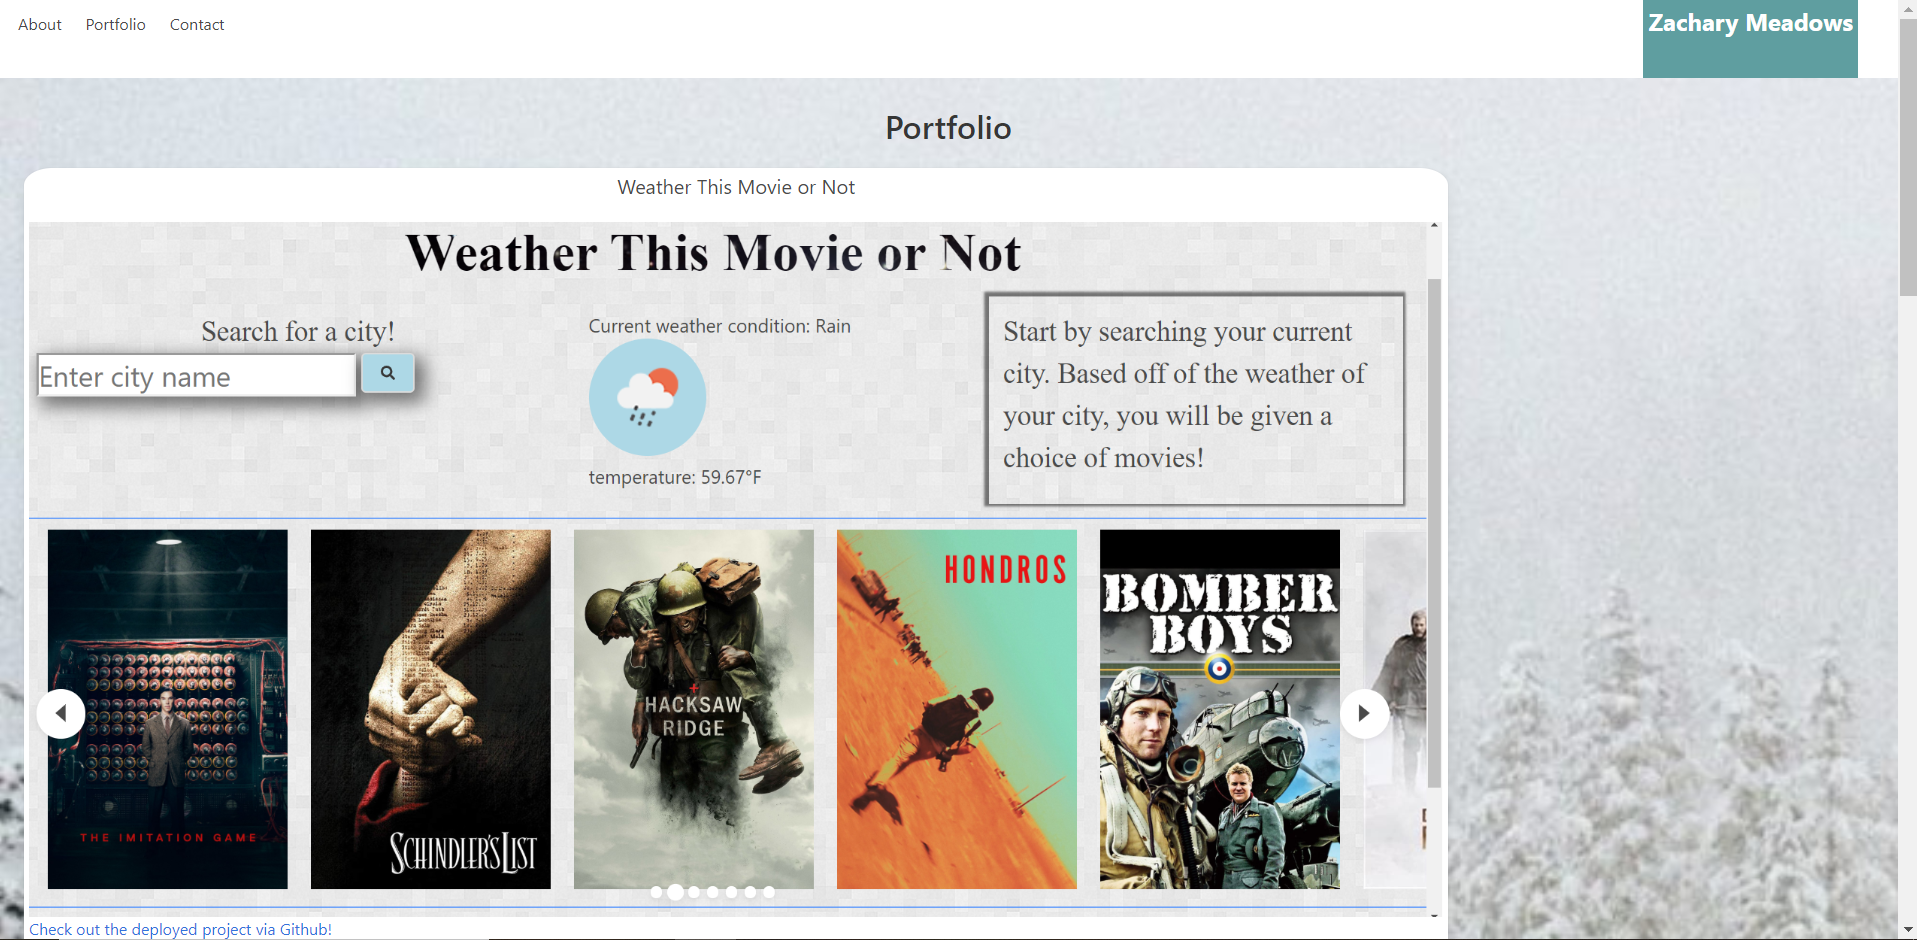 About Portfolio Contact
Zachary Meadows
Portfolio
Weather This Movie or Not
Weather This Movie or Not
Search for a city!
Enter city name
Current weather condition: Rain
temperature: 59.67°F
Start by searching your current
city. Based off of the weather of
your city, you will be given a
choice of movies!
THE IMITATION GAME
SCHINDLER'S LIST
HACKSAW
RIDGE
HONDROS
BOMBER
BOYS
Check out the deployed project via Github!